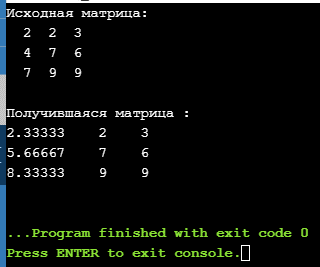 Исходная матрица:
2 2 3
4 7 6
7 9 9
Получившаяся матрица :
2.33333 2 3
5.66667 7 6
8.33333 9 9
...Program finished with exit code 0
Press ENTER to exit console.